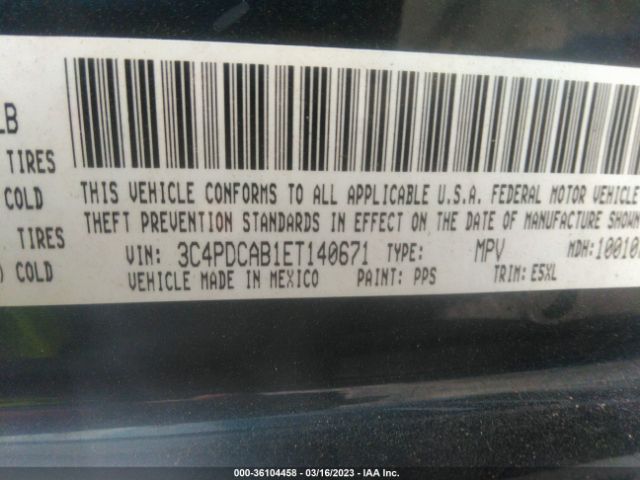 LB
TIRES
COLD
TIRES
) COLD
THIS VEHICLE CONFORMS TO ALL APPLICABLE U.S.A. FEDERAL MOTOR VEHICLE
THEFT PREVENTION STANDARDS IN EFFECT ON THE DATE OF MANUFACTURE SHOWN
VIN: 3C4PDCAB1ET140671 TYPE: MPV MDH:10010
VEHICLE MADE IN MEXICO PAINT: PPS TRIM: E5XL
000-36104458 - 03/16/2023 - IAA Inc.